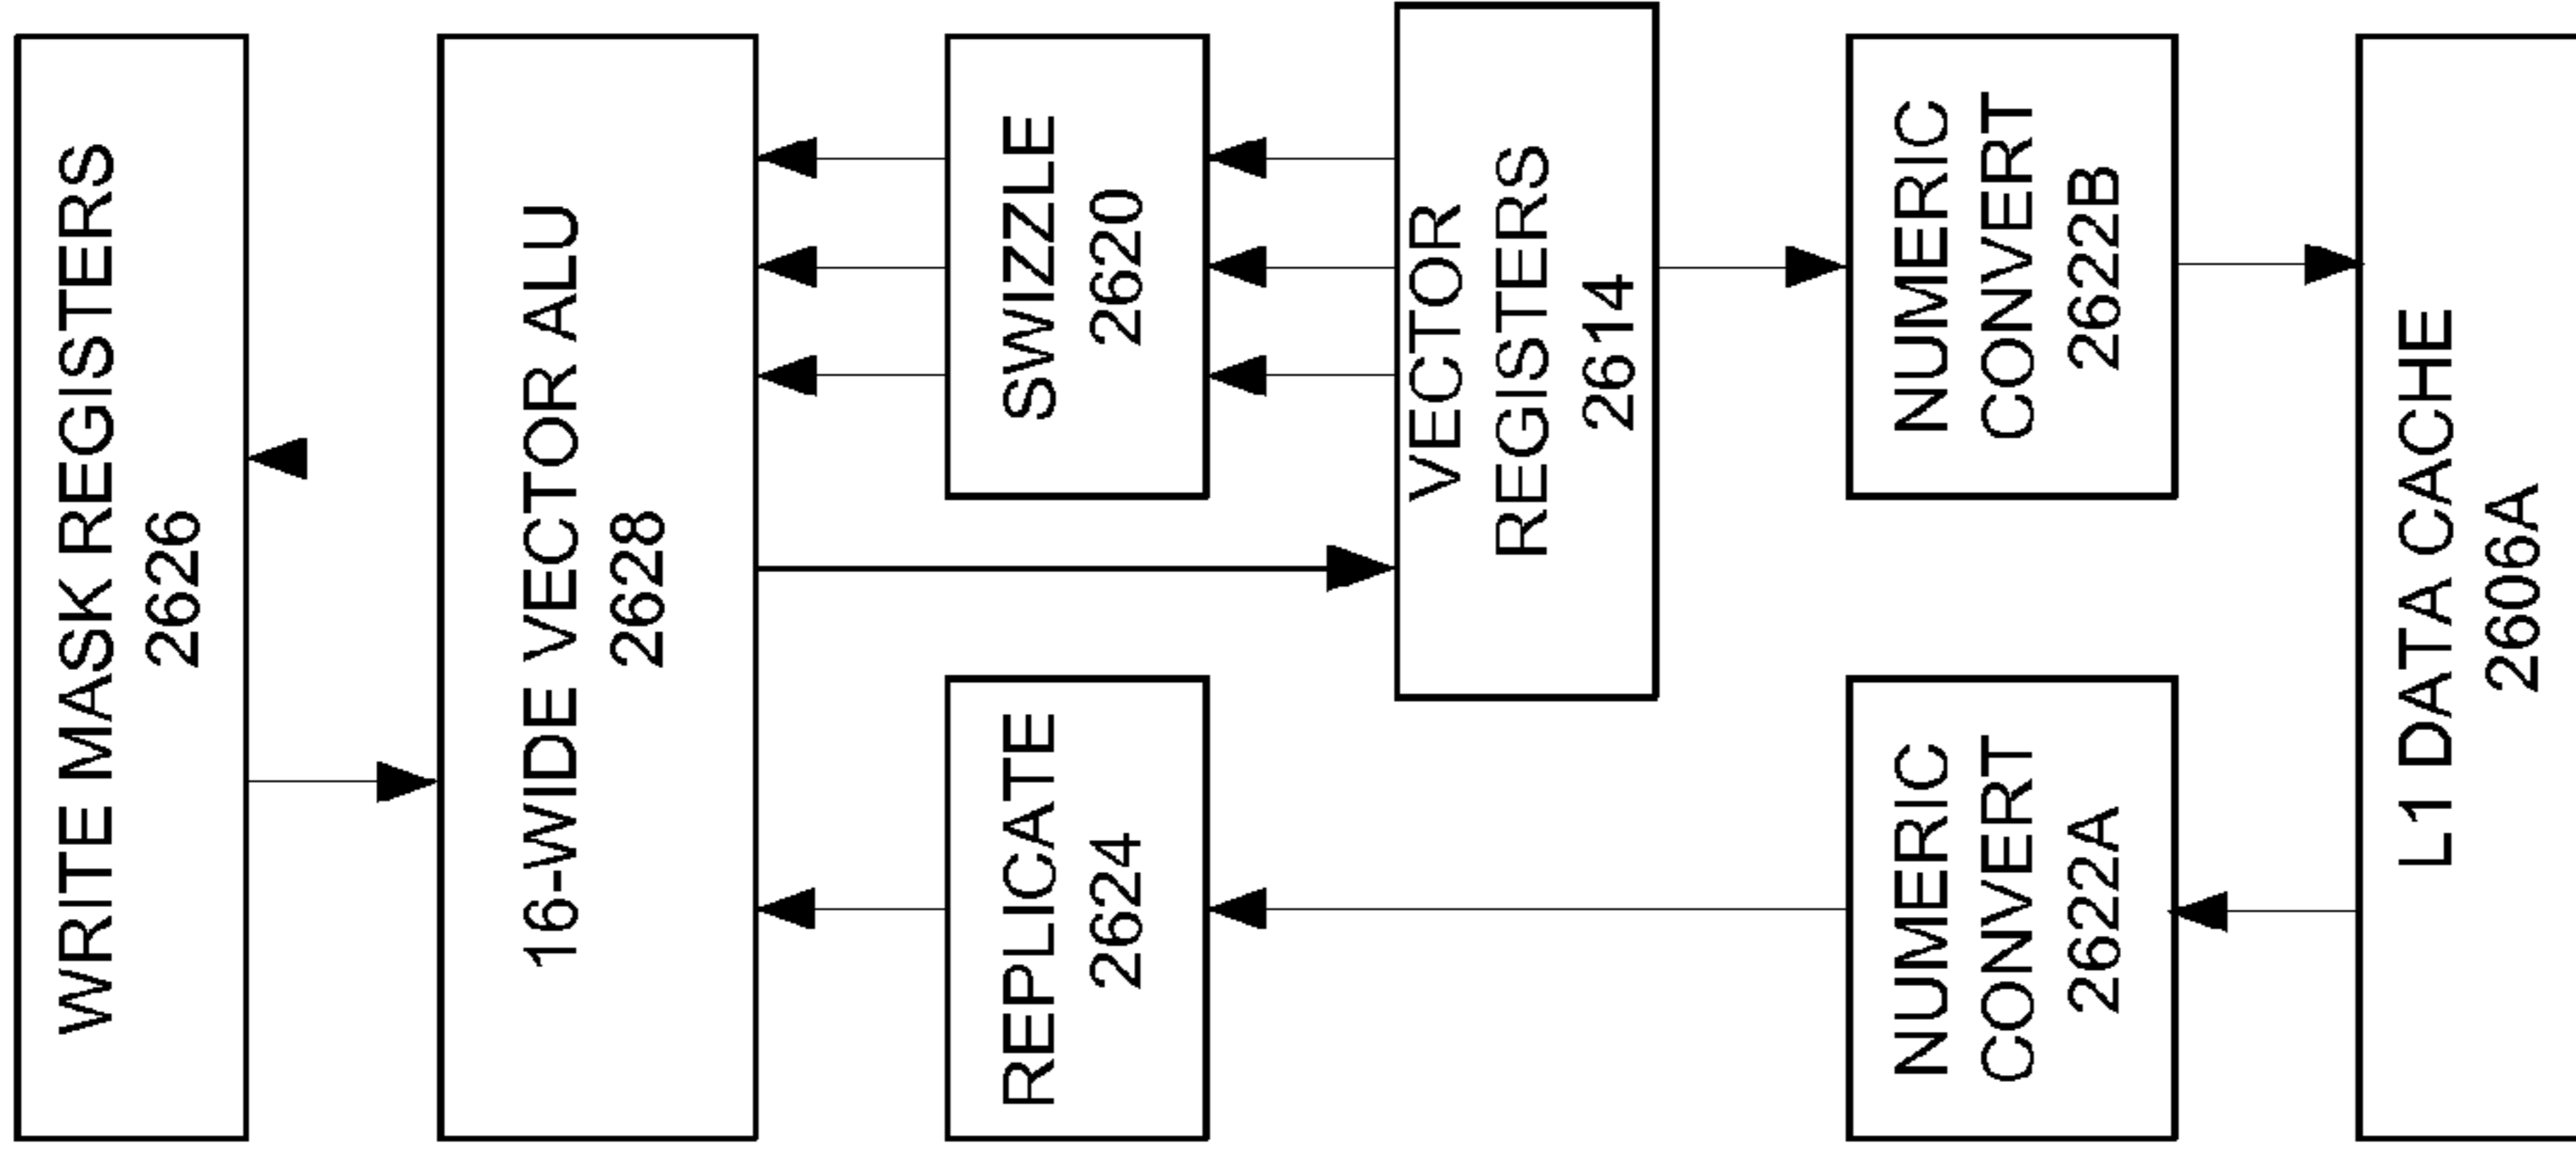 WRITE MASK REGISTERS
2626
16-WIDE VECTOR ALU
2628
REPLICATE
2624
SWIZZLE
2620
VECTOR
REGISTERS
2614
NUMERIC
CONVERT
2622A
NUMERIC
CONVERT
2622B
L1 DATA CACHE
2606A